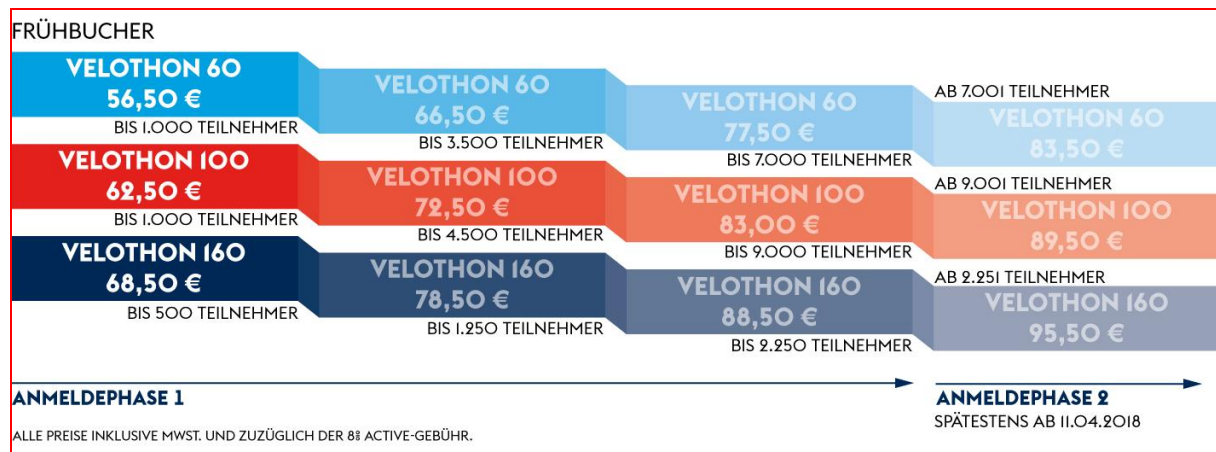 FRÜHBUCHER
VELOTHON 60
56,50 €
BIS 1.000 TEILNEHMER
VELOTHON 60
66,50 €
BIS 3.500 TEILNEHMER
VELOTHON 60
77,50 €
BIS 7.000 TEILNEHMER
AB 7.001 TEILNEHMER
VELOTHON 60
83,50 €
VELOTHON 100
62,50 €
BIS 1.000 TEILNEHMER
VELOTHON 100
72,50 €
BIS 4.500 TEILNEHMER
VELOTHON 100
83,00 €
BIS 9.000 TEILNEHMER
AB 9.001 TEILNEHMER
VELOTHON 100
89,50 €
VELOTHON 160
68,50 €
BIS 500 TEILNEHMER
VELOTHON 160
78,50 €
BIS 1.250 TEILNEHMER
VELOTHON 160
88,50 €
BIS 2.250 TEILNEHMER
AB 2.251 TEILNEHMER
VELOTHON 160
95,50 €
ANMELDEPHASE 1
ANMELDEPHASE 2
SPÄTESTENS AB 11.04.2018
ALLE PREISE INKLUSIVE MWST. UND ZUZÜGLICH DER 8% ACTIVE-GEBÜHR.